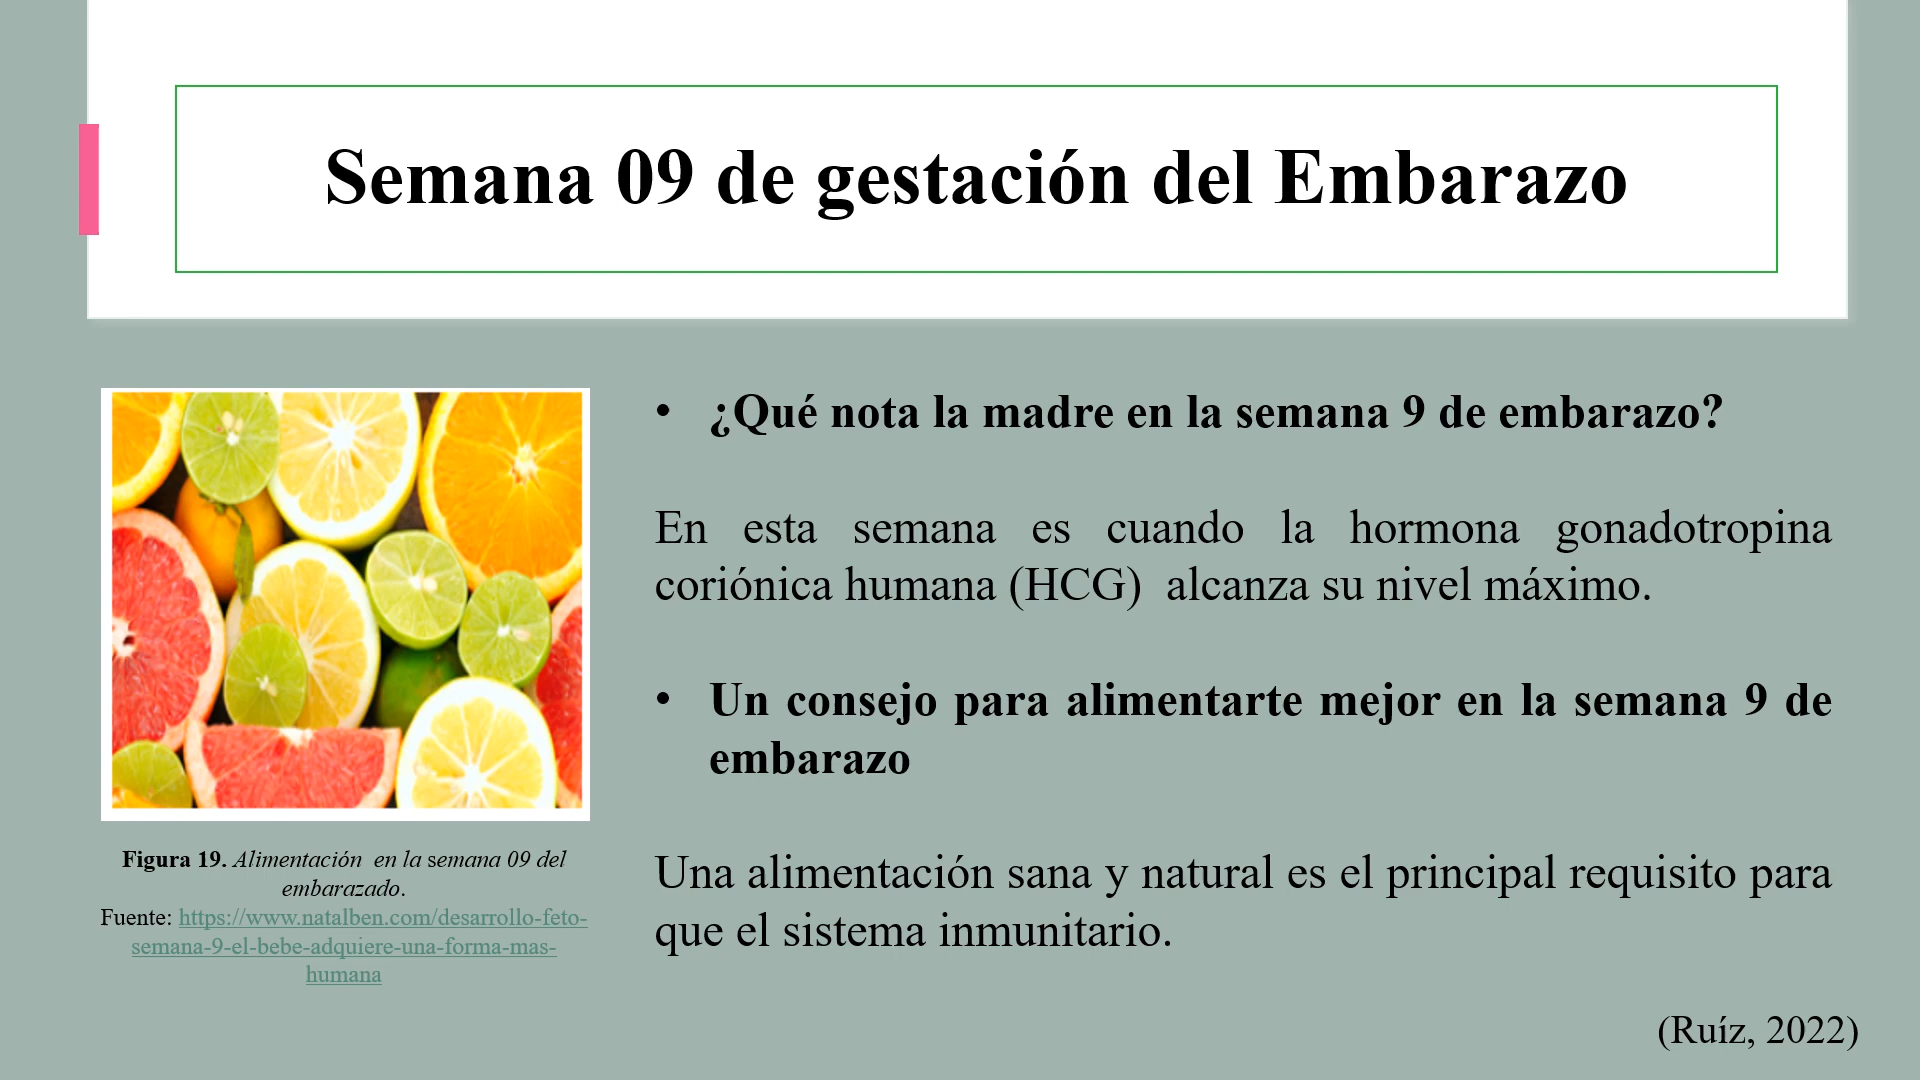 Semana 09 de gestación del Embarazo
• ¿Qué nota la madre en la semana 9 de embarazo?
En esta semana es cuando la hormona gonadotropina
coriónica humana (HCG)  alcanza su nivel máximo.
• Un consejo para alimentarte mejor en la semana 9 de
embarazo
Una alimentación sana y natural es el principal requisito para
que el sistema inmunitario.
Figura 19. Alimentación  en la semana 09 del
embarazado.
Fuente: https://www.natalben.com/desarrollo-feto-
semana-9-el-bebe-adquiere-una-forma-mas-
humana
(Ruíz, 2022)